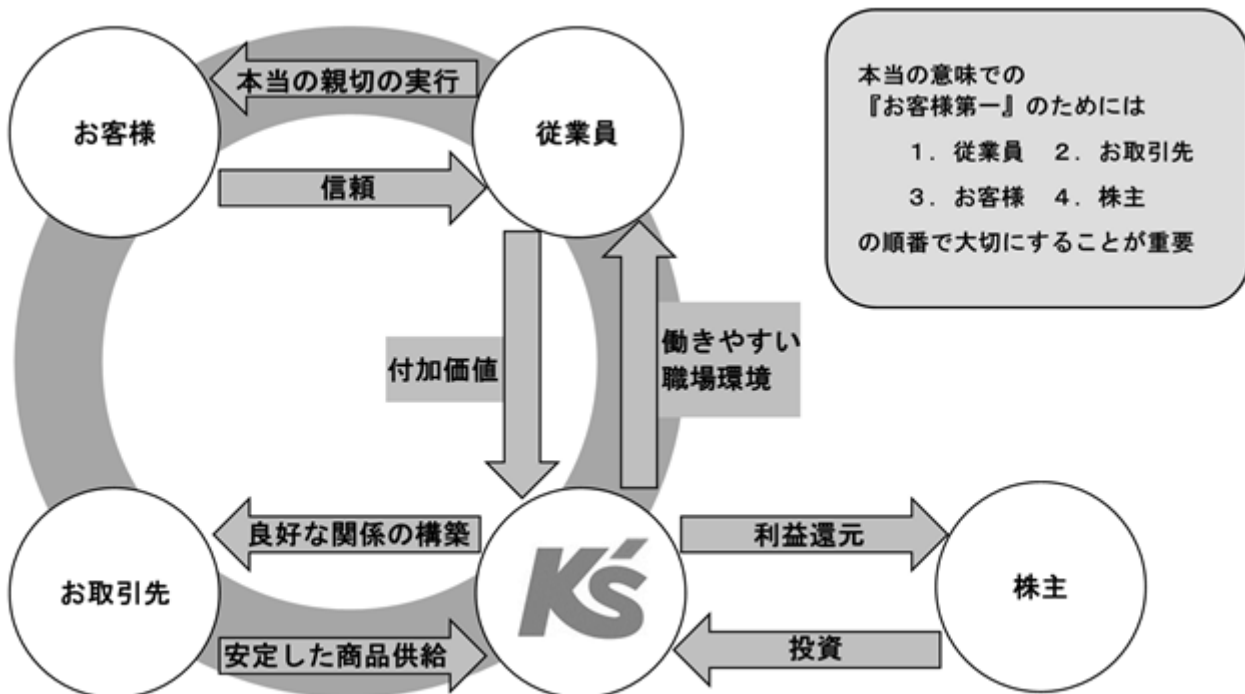 お客様
本当の親切の実行
従業員
信頼
本当の意味での
『お客様第一』のためには
１．従業員　２．お取引先
３．お客様　４．株主
の順番で大切にすることが重要
付加価値
働きやすい
職場環境
お取引先
良好な関係の構築
安定した商品供給
K's
利益還元
投資
株主